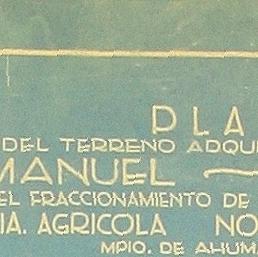 PLA
DEL TERRENO ADQU
MANUEL
EL FRACCIONAMIENTO DE
IA. AGRICOLA NO
MPIO. DE AHUM